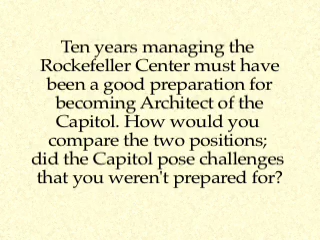 Ten years managing the
Rockefeller Center must have
been a good preparation for
becoming Architect of the
Capitol. How would you
compare the two positions;
did the Capitol pose challenges
that you weren't prepared for?